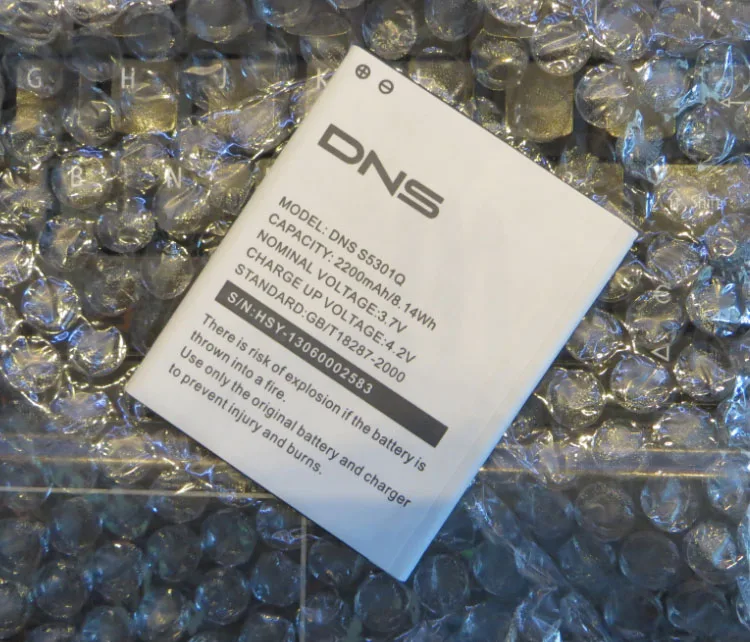 G H J K L
B N
Shift
⊕ ⊖
DNS
MODEL: DNS S5301Q
CAPACITY: 2200mAh/8.14Wh
NOMINAL VOLTAGE:3.7V
CHARGE UP VOLTAGE:4.2V
STANDARD:GB/T18287-2000
S/N:HSY-13060002583
There is risk of explosion if the battery is
thrown into a fire.
Use only the original battery and charger
to prevent injury and burns.